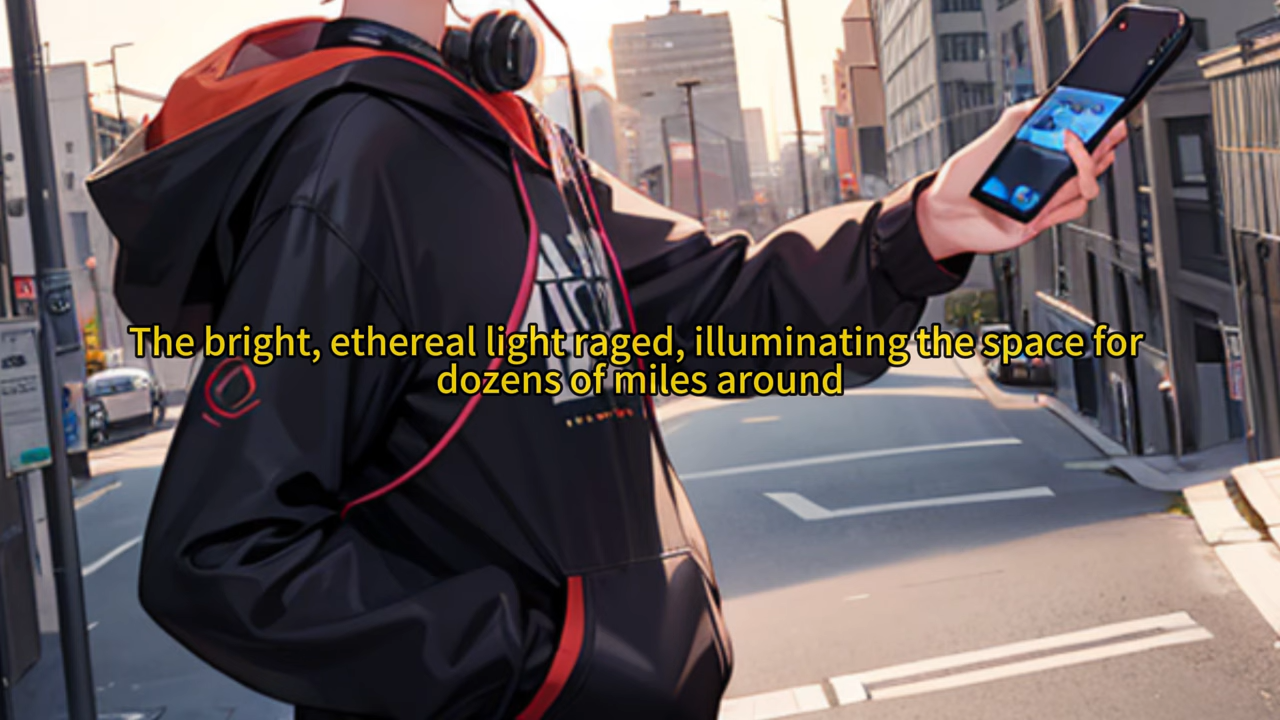 The bright, ethereal light raged, illuminating the space for
dozens of miles around